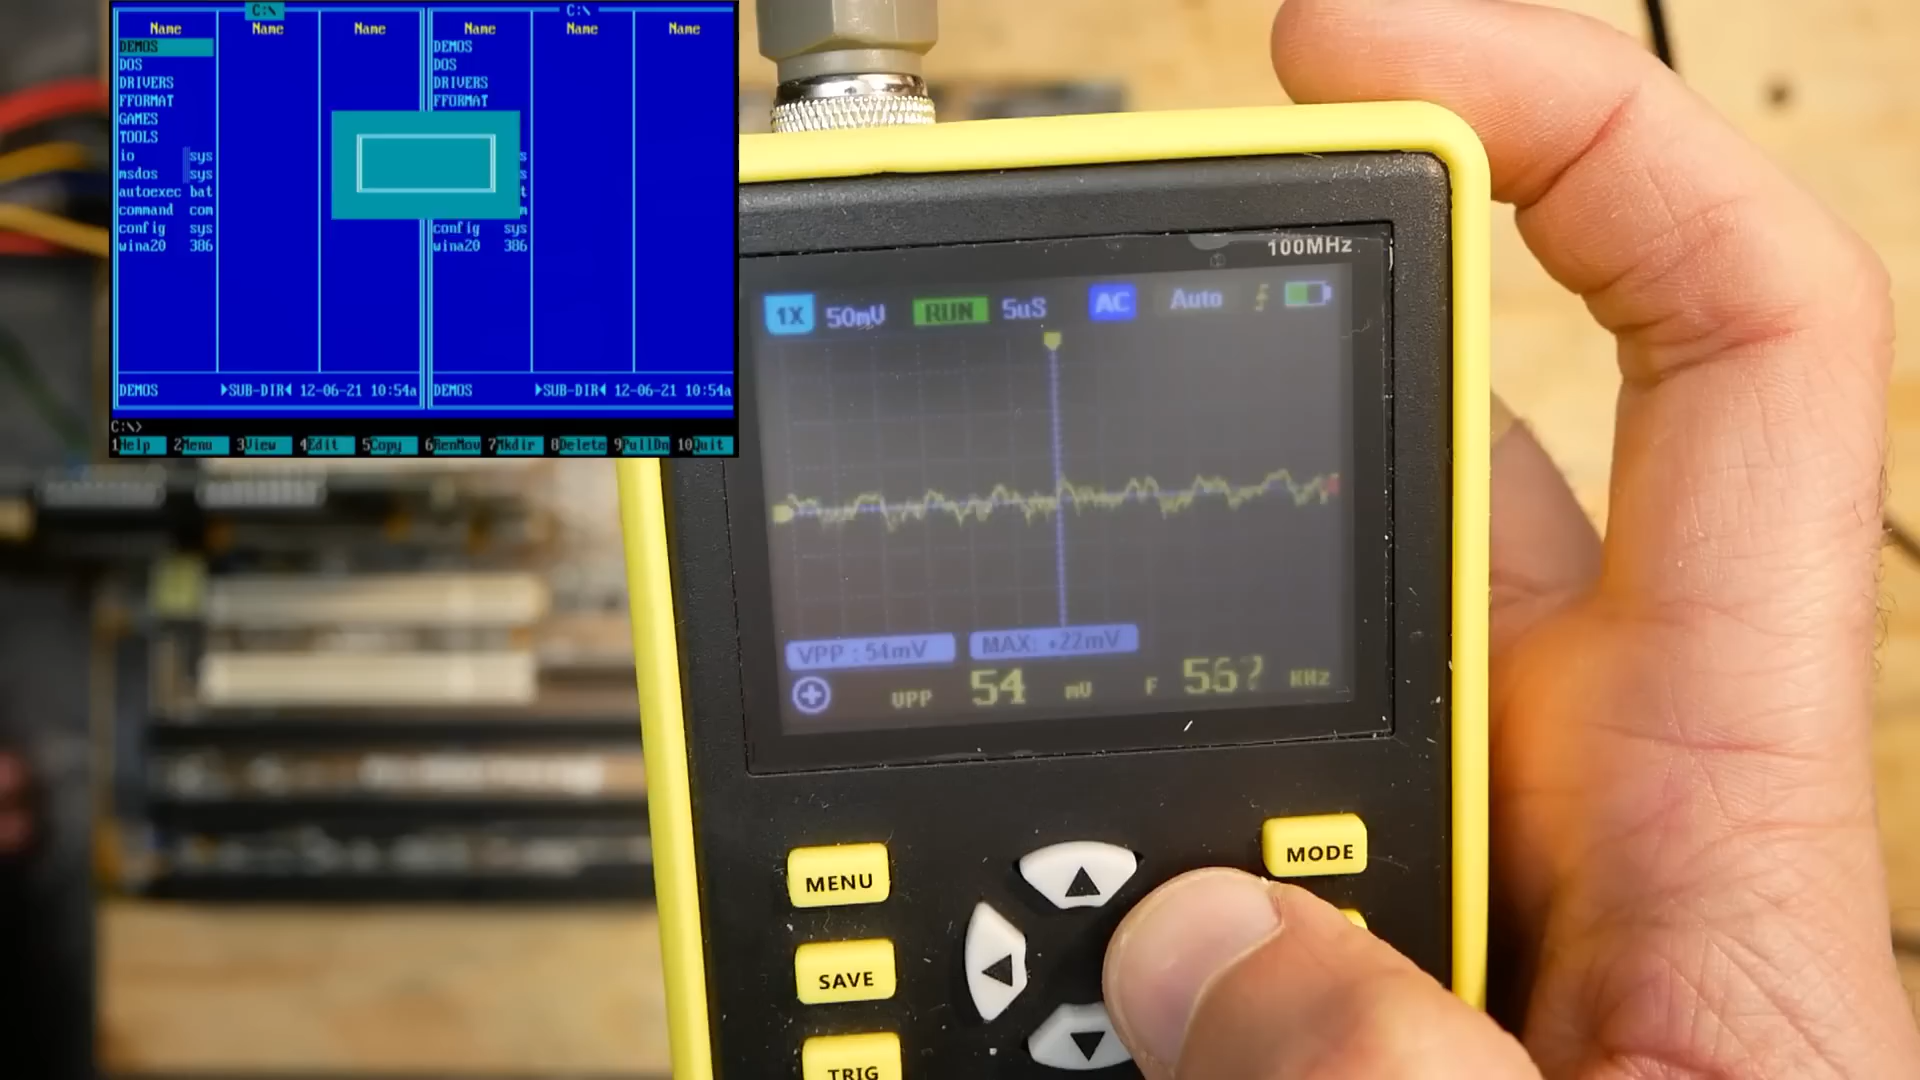 C:\ C:\
Name Name Name Name Name Name
DEMOS DEMOS
DOS DOS
DRIVERS DRIVERS
FFORMAT FFORMAT
GAMES
TOOLS
io sys s
msdos sys s
autoexec bat t
command com m
config sys config sys
wina20 386 wina20 386
DEMOS ►SUB-DIR◄ 12-06-21 10:54a DEMOS ►SUB-DIR◄ 12-06-21 10:54a
C:\>
1Help 2Menu 3View 4Edit 5Copy 6RenMov 7Mkdir 8Delete 9PullDn 10Quit
100MHz
1X 50mV RUN 5uS AC Auto
VPP : 54mV MAX: +22mV
VPP 54 mV F 56? KHz
MENU MODE
SAVE
TRIG